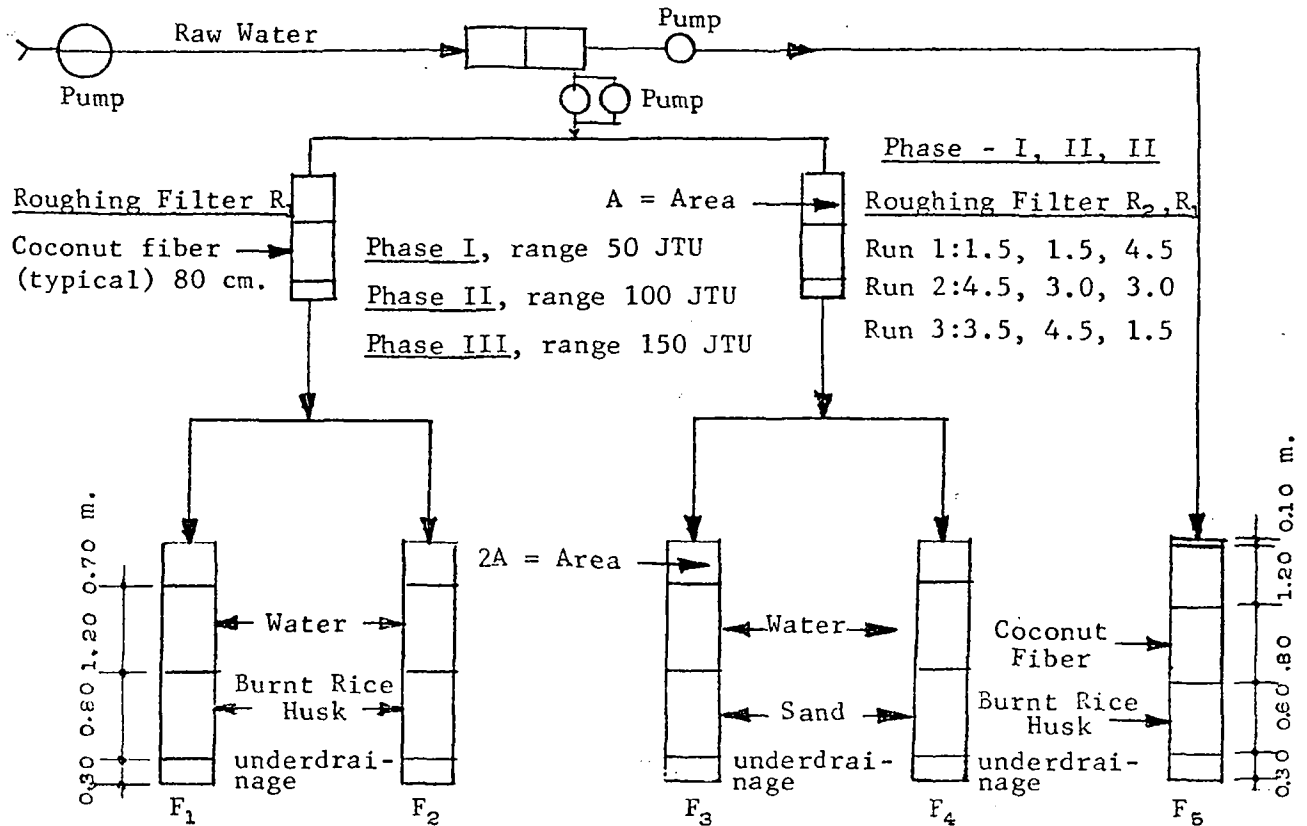 Pump
Raw Water
Pump
Pump
Phase - I, II, II
Roughing Filter R₁
A = Area
Roughing Filter R₂,R₁
Coconut fiber
(typical) 80 cm.
Phase I, range 50 JTU
Phase II, range 100 JTU
Phase III, range 150 JTU
Run 1:1.5, 1.5, 4.5
Run 2:4.5, 3.0, 3.0
Run 3:3.5, 4.5, 1.5
0.30 0.80 1.20 0.70 m.
2A = Area
Water
Burnt Rice
Husk
underdrai-
nage
Water
Sand
underdrai-
nage
underdrai-
nage
Coconut
Fiber
Burnt Rice
Husk
0.30 0.60 .80 1.20 0.10 m.
F₁
F₂
F₃
F₄
F₅